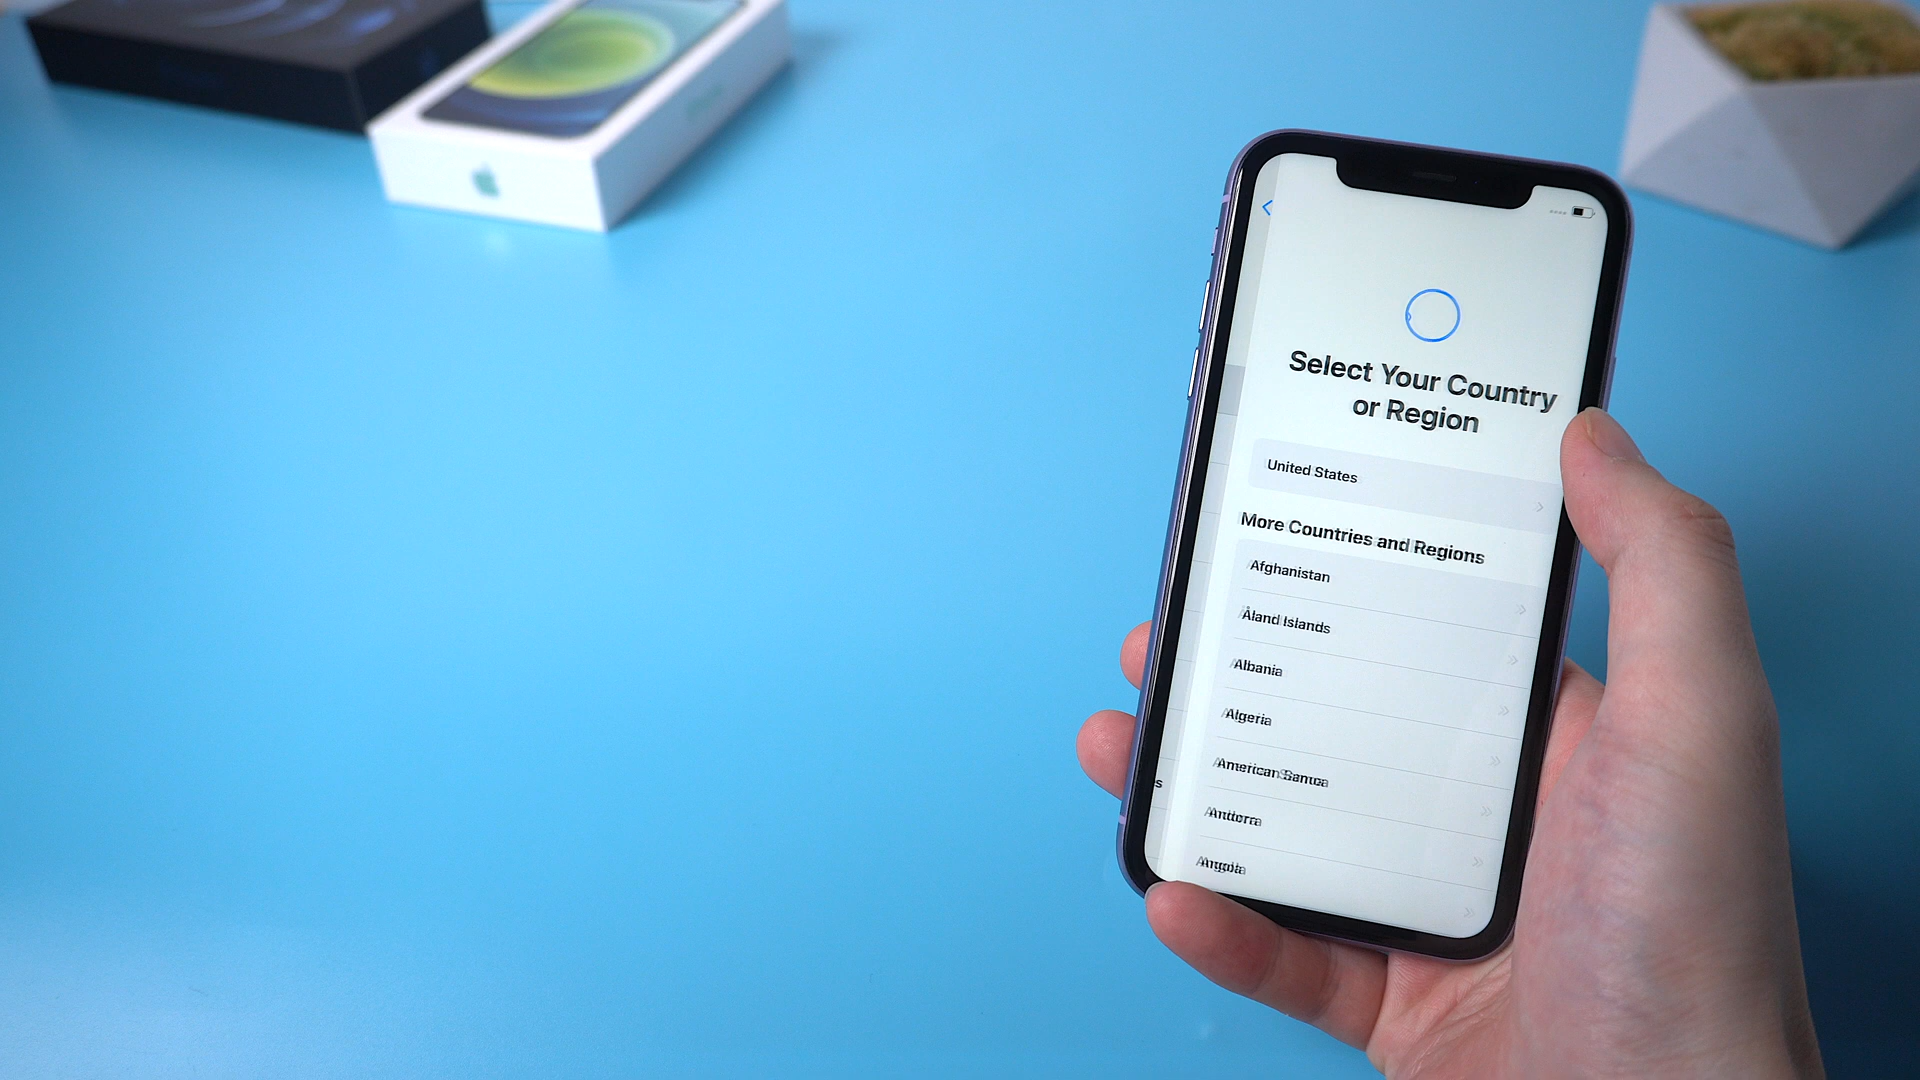 Select Your Country
or Region
United States
More Countries and Regions
Afghanistan
Åland Islands
Albania
Algeria
American Samoa
Andorra
Angola
s